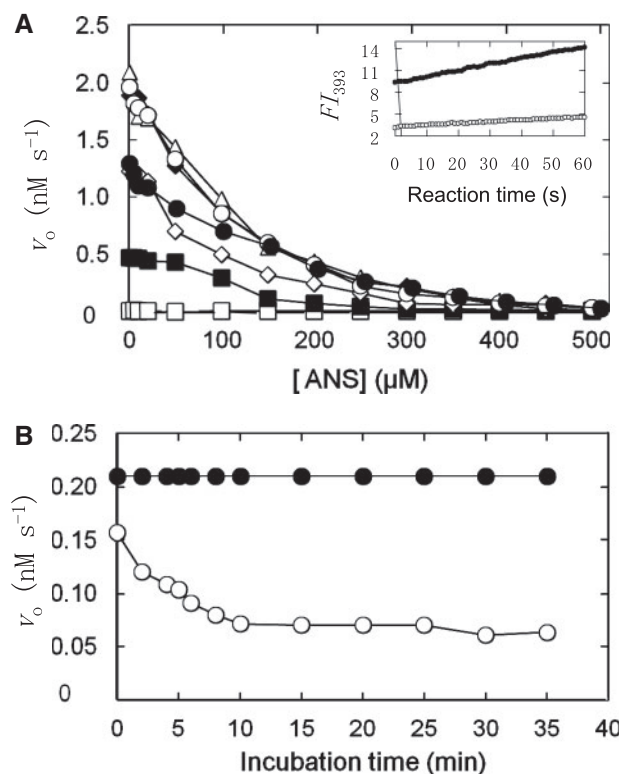 A
2.5
2.0
1.5
1.0
0.5
0
V₀ (nM s⁻¹)
14
11
8
5
2
FI₃₉₃
0 10 20 30 40 50 60
Reaction time (s)
0 100 200 300 400 500
[ANS] (µM)
B
0.25
0.20
0.15
0.10
0.05
0
V₀ (nM s⁻¹)
0 5 10 15 20 25 30 35 40
Incubation time (min)